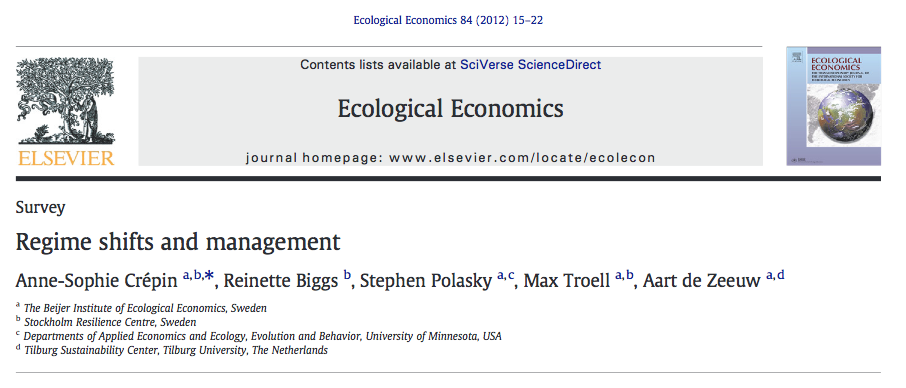 Ecological Economics 84 (2012) 15–22
Contents lists available at SciVerse ScienceDirect
Ecological Economics
journal homepage: www.elsevier.com/locate/ecolecon
ELSEVIER
ECOLOGICAL
ECONOMICS
Survey
Regime shifts and management
Anne-Sophie Crépin a,b,*, Reinette Biggs b, Stephen Polasky a,c, Max Troell a,b, Aart de Zeeuw a,d
a The Beijer Institute of Ecological Economics, Sweden
b Stockholm Resilience Centre, Sweden
c Departments of Applied Economics and Ecology, Evolution and Behavior, University of Minnesota, USA
d Tilburg Sustainability Center, Tilburg University, The Netherlands